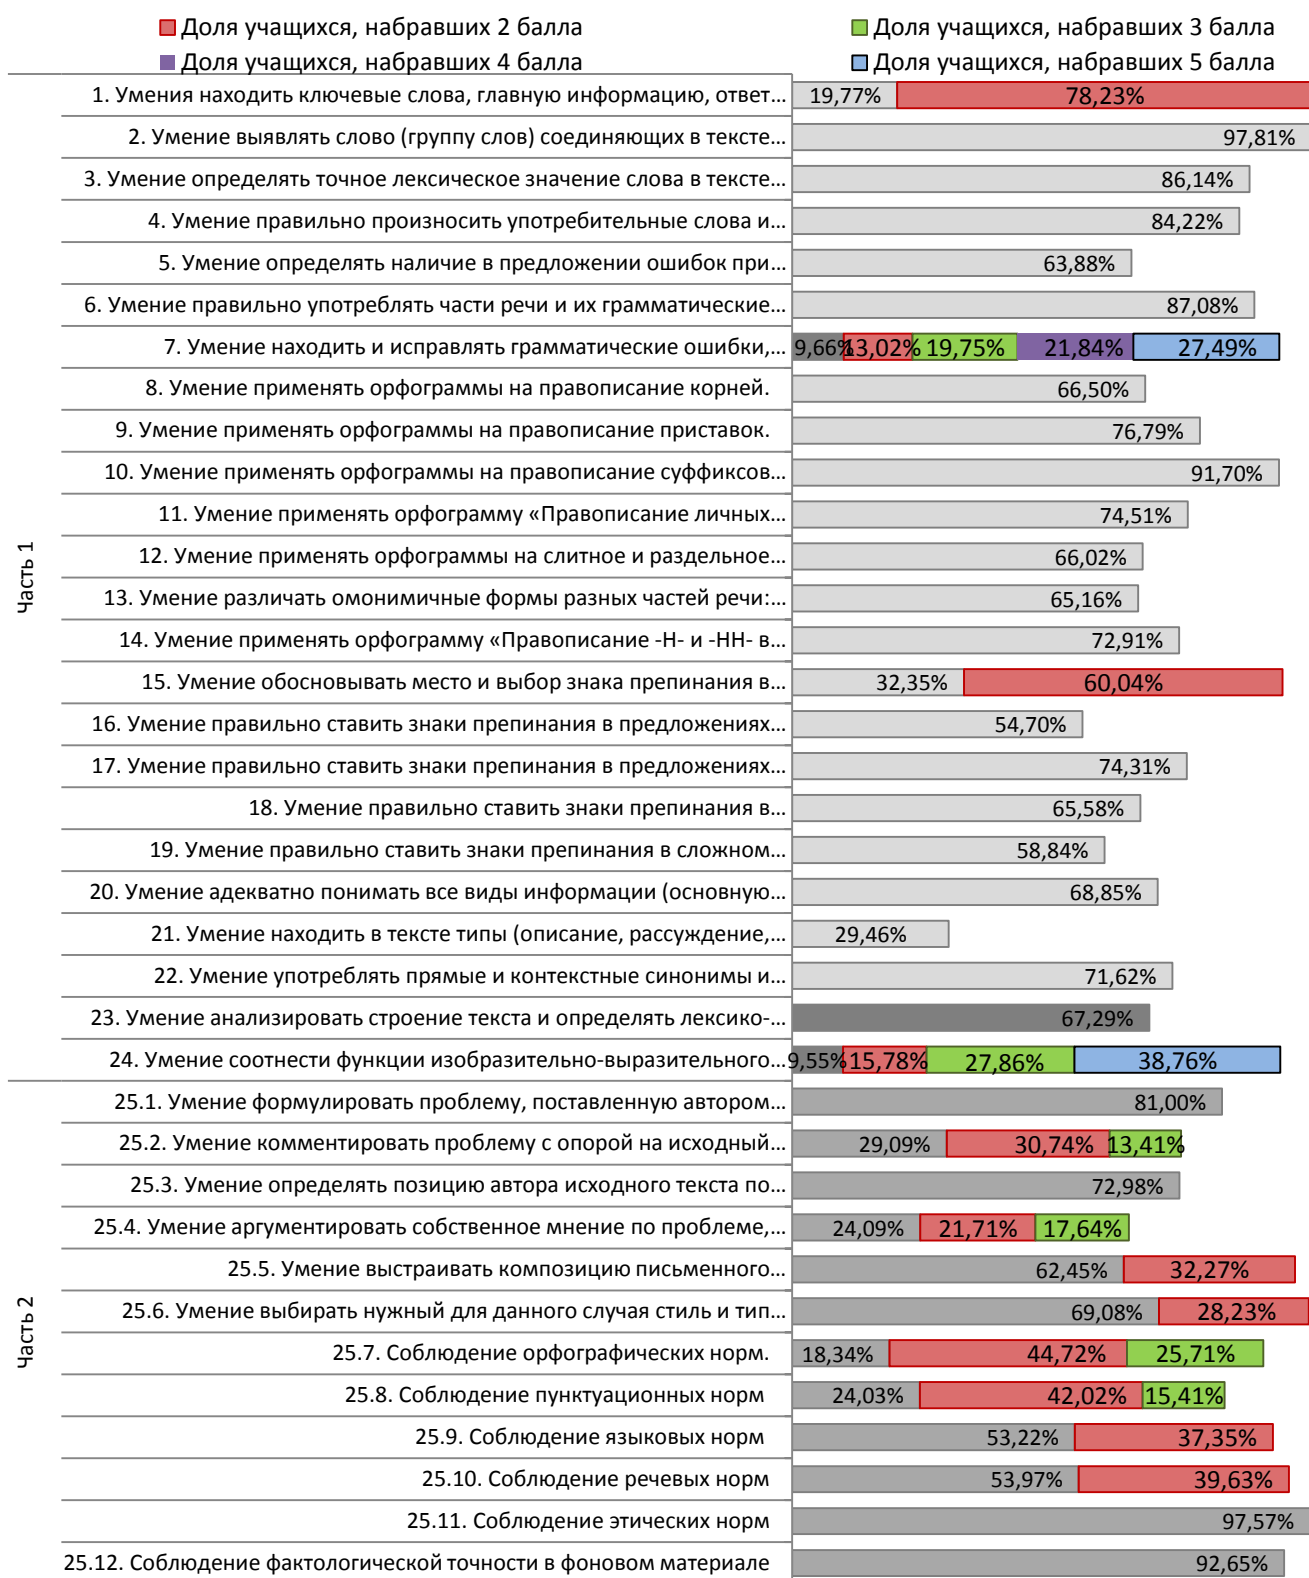 Доля учащихся, набравших 2 балла
Доля учащихся, набравших 3 балла
Доля учащихся, набравших 4 балла
Доля учащихся, набравших 5 балла
Часть 1
1. Умения находить ключевые слова, главную информацию, ответ... 19,77% 78,23%
2. Умение выявлять слово (группу слов) соединяющих в тексте... 97,81%
3. Умение определять точное лексическое значение слова в тексте... 86,14%
4. Умение правильно произносить употребительные слова и... 84,22%
5. Умение определять наличие в предложении ошибок при... 63,88%
6. Умение правильно употреблять части речи и их грамматические... 87,08%
7. Умение находить и исправлять грамматические ошибки,... 9,66% 13,02% 19,75% 21,84% 27,49%
8. Умение применять орфограммы на правописание корней. 66,50%
9. Умение применять орфограммы на правописание приставок. 76,79%
10. Умение применять орфограммы на правописание суффиксов... 91,70%
11. Умение применять орфограмму «Правописание личных... 74,51%
12. Умение применять орфограммы на слитное и раздельное... 66,02%
13. Умение различать омонимичные формы разных частей речи:... 65,16%
14. Умение применять орфограмму «Правописание -Н- и -НН- в... 72,91%
15. Умение обосновывать место и выбор знака препинания в... 32,35% 60,04%
16. Умение правильно ставить знаки препинания в предложениях... 54,70%
17. Умение правильно ставить знаки препинания в предложениях... 74,31%
18. Умение правильно ставить знаки препинания в... 65,58%
19. Умение правильно ставить знаки препинания в сложном... 58,84%
20. Умение адекватно понимать все виды информации (основную... 68,85%
21. Умение находить в тексте типы (описание, рассуждение,... 29,46%
22. Умение употреблять прямые и контекстные синонимы и... 71,62%
23. Умение анализировать строение текста и определять лексико-... 67,29%
24. Умение соотнести функции изобразительно-выразительного... 9,55% 15,78% 27,86% 38,76%
Часть 2
25.1. Умение формулировать проблему, поставленную автором... 81,00%
25.2. Умение комментировать проблему с опорой на исходный... 29,09% 30,74% 13,41%
25.3. Умение определять позицию автора исходного текста по... 72,98%
25.4. Умение аргументировать собственное мнение по проблеме,... 24,09% 21,71% 17,64%
25.5. Умение выстраивать композицию письменного... 62,45% 32,27%
25.6. Умение выбирать нужный для данного случая стиль и тип... 69,08% 28,23%
25.7. Соблюдение орфографических норм. 18,34% 44,72% 25,71%
25.8. Соблюдение пунктуационных норм 24,03% 42,02% 15,41%
25.9. Соблюдение языковых норм 53,22% 37,35%
25.10. Соблюдение речевых норм 53,97% 39,63%
25.11. Соблюдение этических норм 97,57%
25.12. Соблюдение фактологической точности в фоновом материале 92,65%